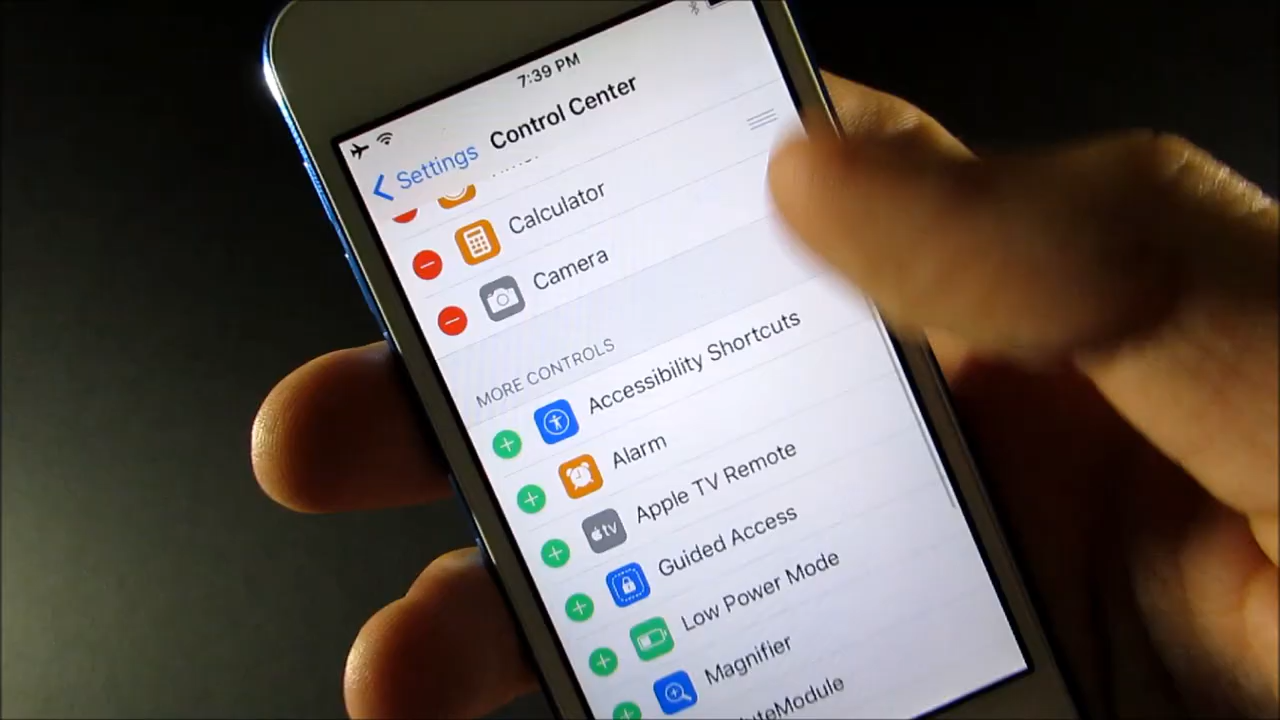 7:39 PM
Settings
Control Center
Calculator
Camera
MORE CONTROLS
Accessibility Shortcuts
Alarm
tv
Apple TV Remote
Guided Access
Low Power Mode
Magnifier